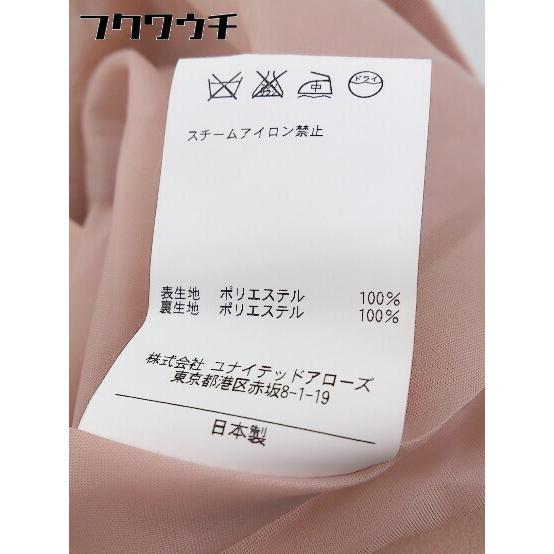 フクウウチ
中
ドライ
スチームアイロン禁止
表生地 ポリエステル 100%
裏生地 ポリエステル 100%
株式会社 ユナイテッドアローズ
東京都港区赤坂8-1-19
日本製